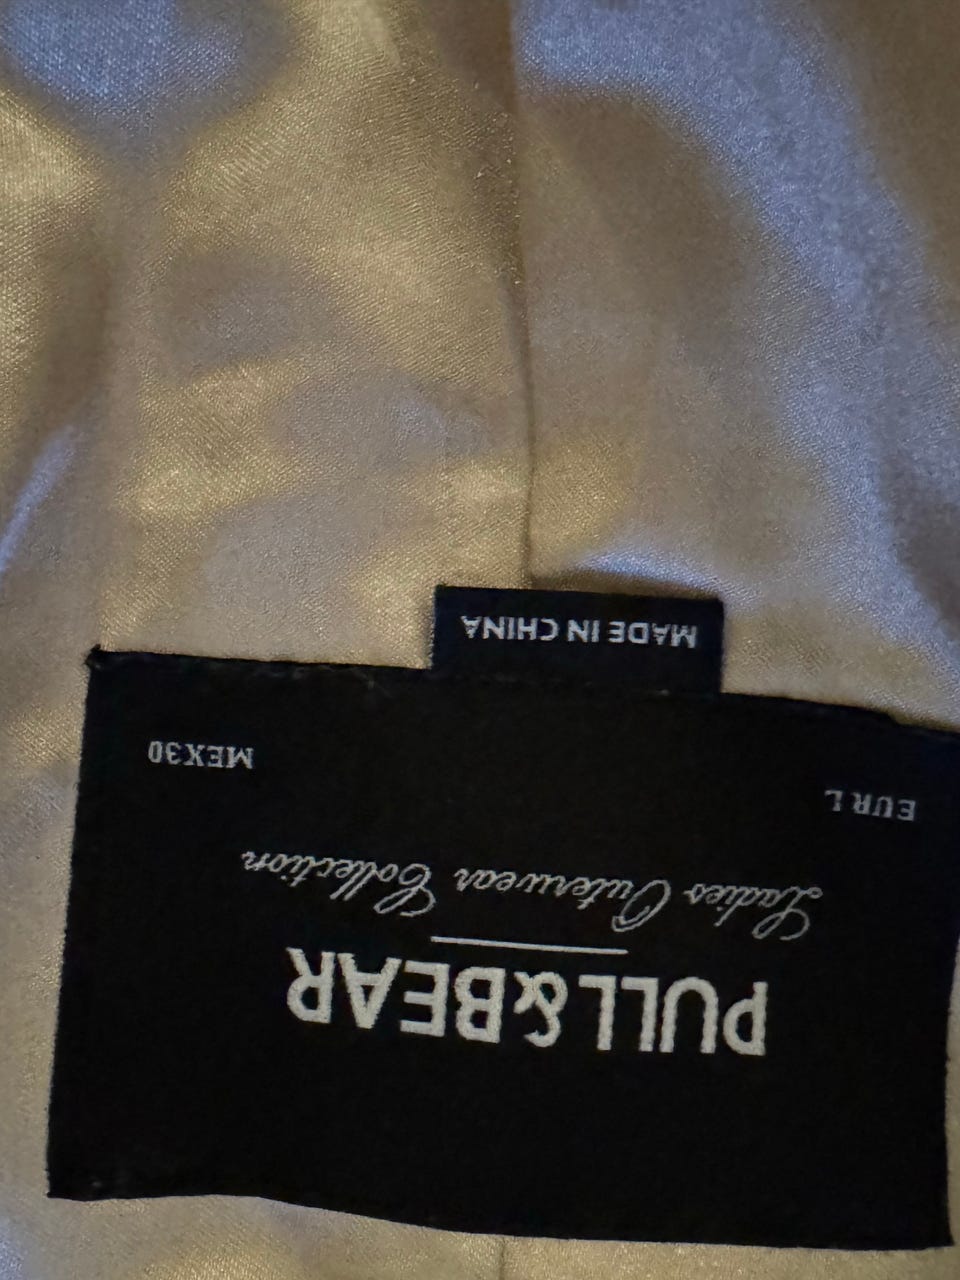 PULL&BEAR
Ladies Outerwear Collection
EUR L
MEX30
MADE IN CHINA